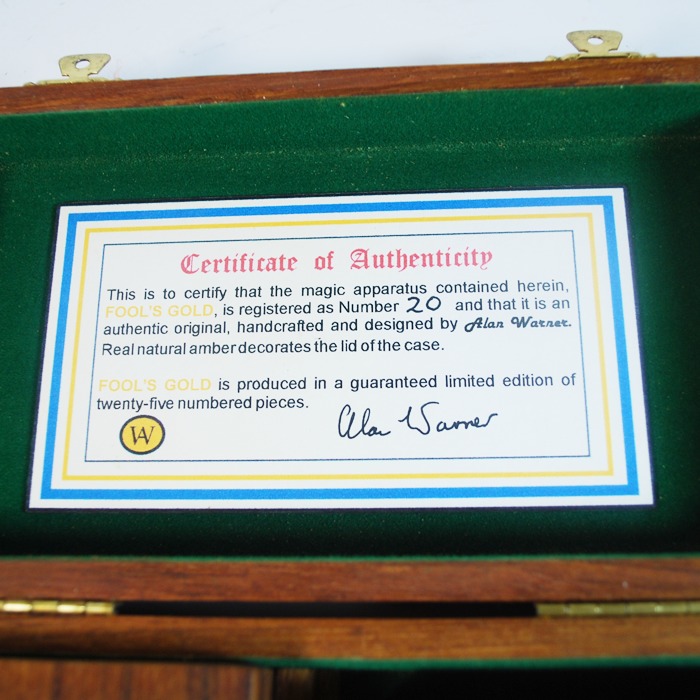 Certificate of Authenticity
This is to certify that the magic apparatus contained herein,
FOOL'S GOLD, is registered as Number 20 and that it is an
authentic original, handcrafted and designed by Alan Warner.
Real natural amber decorates the lid of the case.
FOOL'S GOLD is produced in a guaranteed limited edition of
twenty-five numbered pieces.
Alan Warner
AW